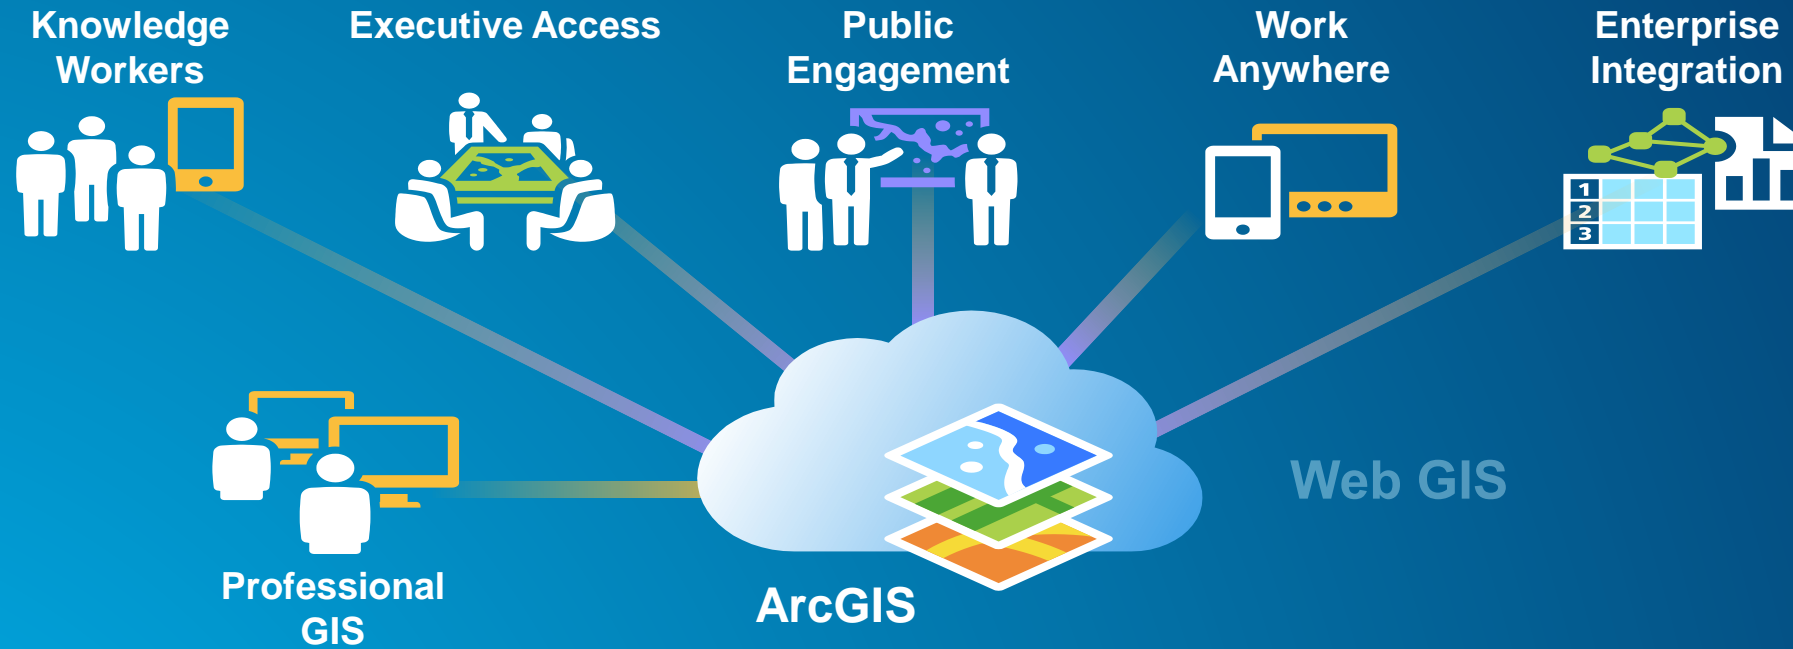 Knowledge
Workers
Executive Access
Public
Engagement
Work
Anywhere
Enterprise
Integration
1
2
3
Web GIS
Professional
GIS
ArcGIS